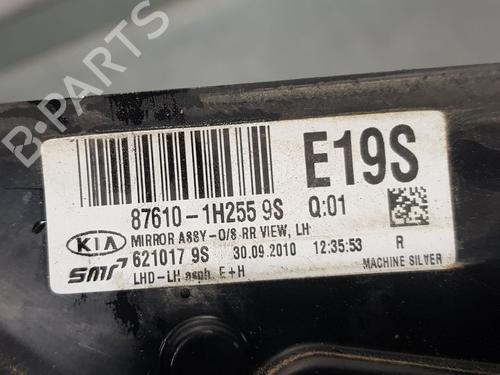 B-PARTS
E19S
87610-1H255 9S Q:01
KIA MIRROR ASSY-O/S RR VIEW, LH
621017 9S 30.09.2010 12:35:53 R
smr LHD-LH asph. E+H MACHINE SILVER